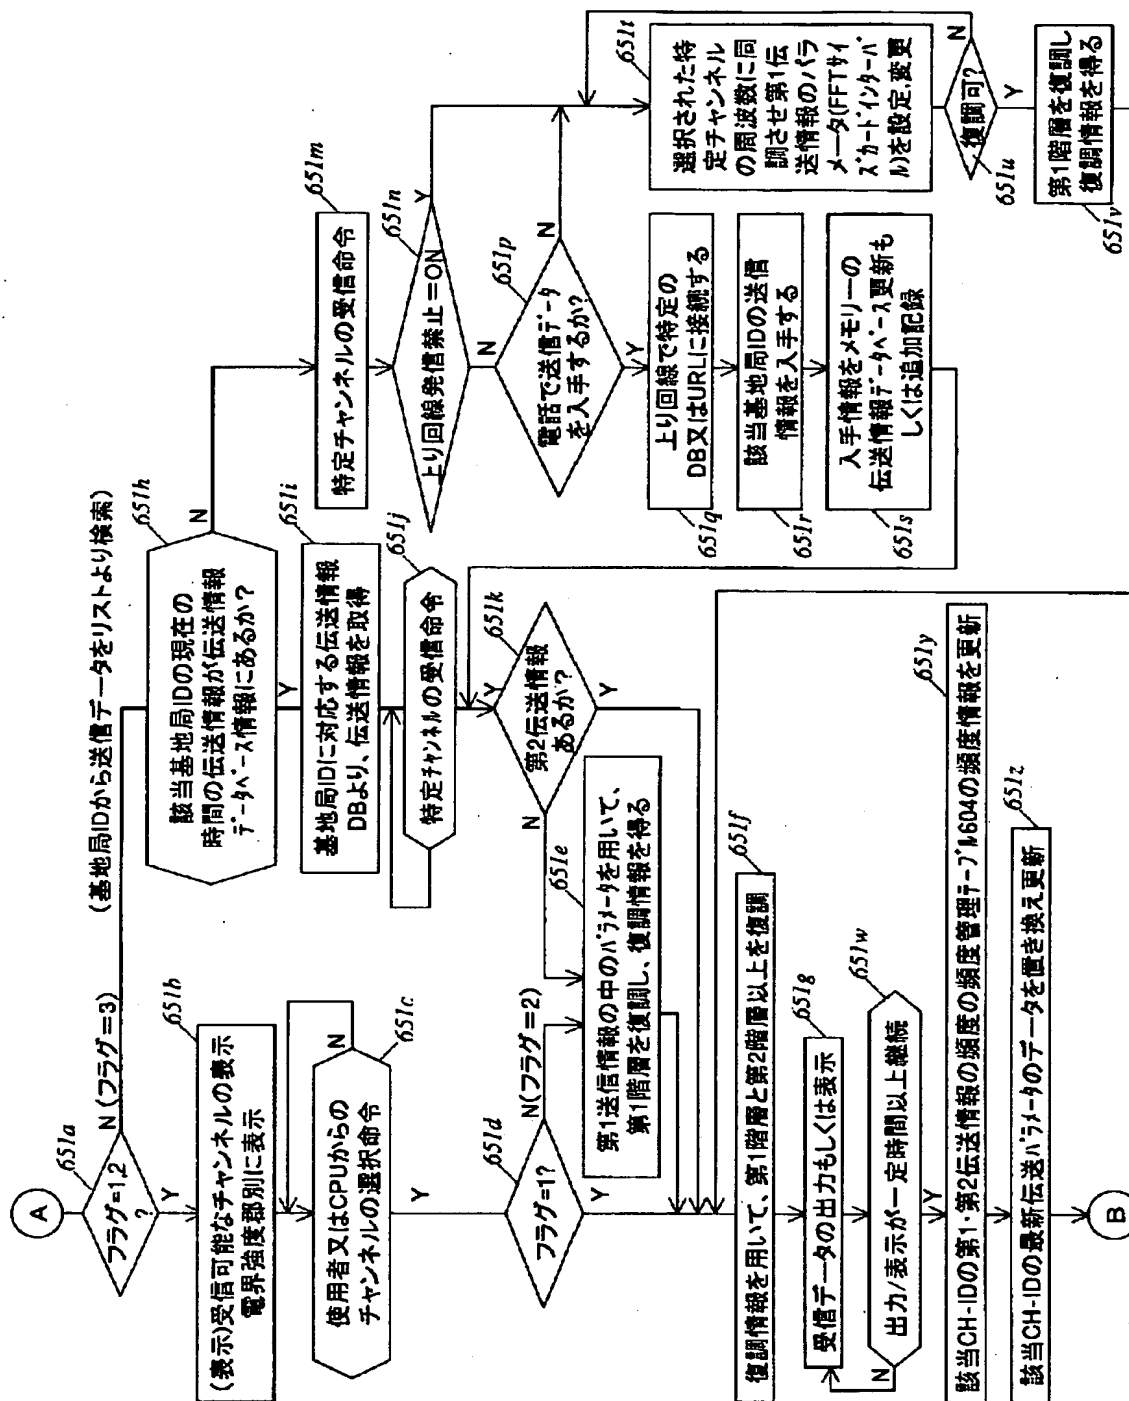 A
651a
フラグ=1,2
?
N(フラグ=3)
(基地局IDから送信データをリストより検索)
Y
651b
(表示)受信可能なチャンネルの表示
電界強度郡別に表示
651c
使用者又はCPUからの
チャンネルの選択命令
N
Y
651d
フラグ=1?
N(フラグ=2)
Y
651e
第1送信情報の中のパラメータを用いて、
第1階層を復調し、復調情報を得る
651h
該当基地局IDの現在の
時間の伝送情報が伝送情報
データベース情報にあるか?
N
Y
651i
基地局IDに対応する伝送情報
DBより、伝送情報を取得
651j
特定チャンネルの受信命令
Y
651k
第2伝送情報
あるか?
N
Y
651m
特定チャンネルの受信命令
651n
上り回線発信禁止=ON
Y
N
651p
電話で送信データ
を入手するか?
N
Y
651q
上り回線で特定の
DB又はURLに接続する
651r
該当基地局IDの送信
情報を入手する
651s
入手情報をメモリーの
伝送情報データベース更新も
しくは追加記録
651t
選択された特
定チャンネル
の周波数に同
調させ第1伝
送情報のパラ
メータ(FFTサイ
ズガードインターバ
ル)を設定,変更
651u
復調可?
N
Y
651v
第1階層を復調し
復調情報を得る
651f
復調情報を用いて、第1階層と第2階層以上を復調
651g
受信データの出力もしくは表示
651w
出力/表示が一定時間以上継続
N
Y
651y
該当CH-IDの第1·第2伝送情報の頻度の頻度管理テーブル604の頻度情報を更新
651z
該当CH-IDの最新伝送パラメータのデータを置き換え更新
B